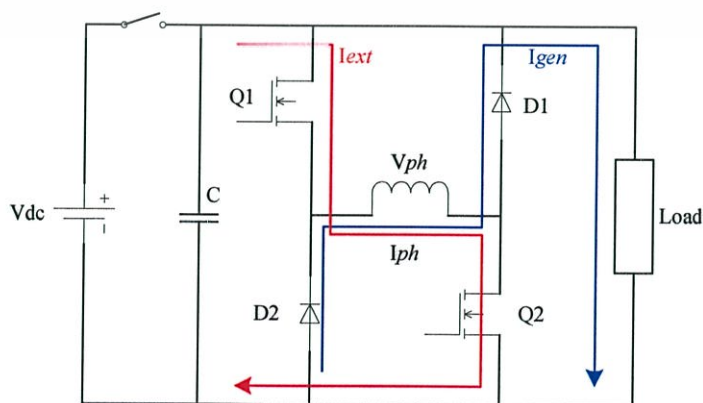 Iext
Igen
Q1
D1
Vph
C
Vdc
+
-
Load
Iph
D2
Q2